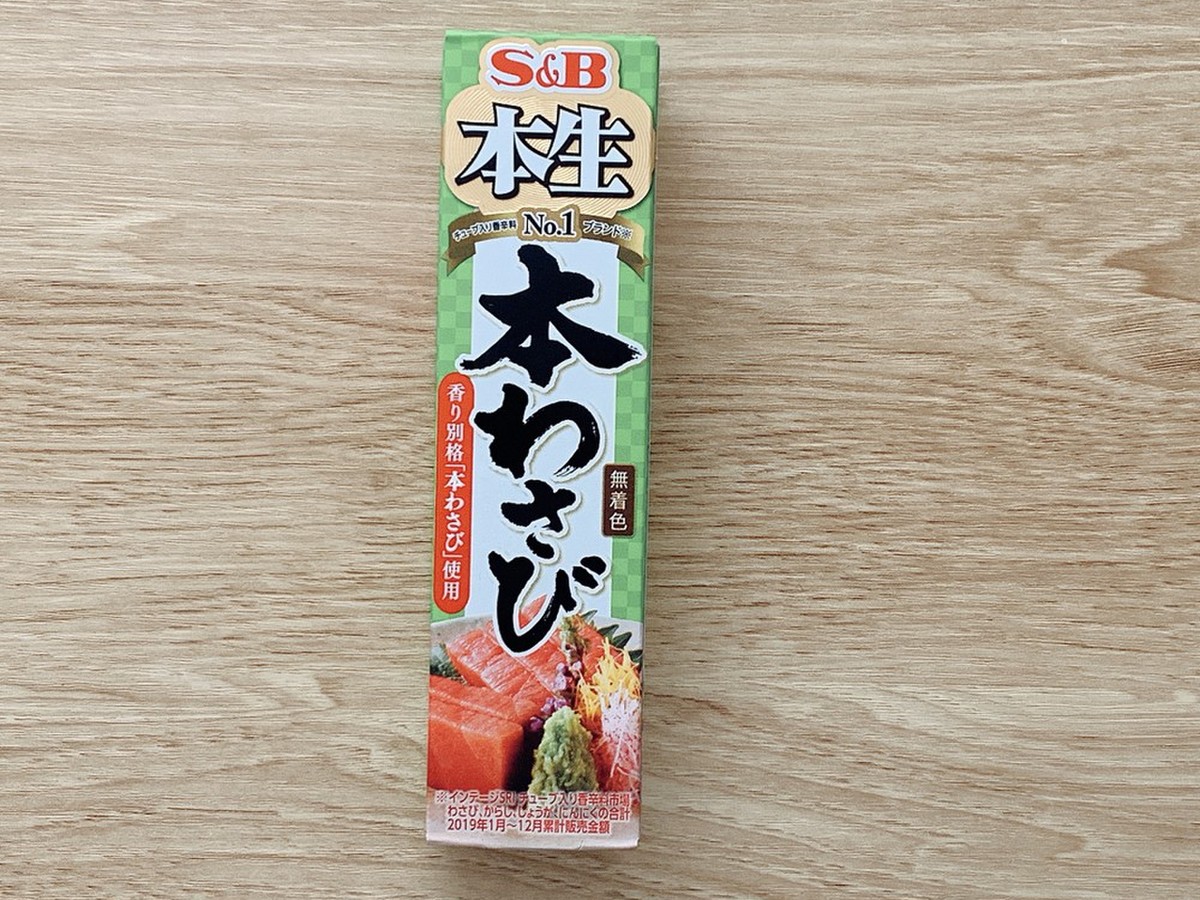 S&B
本生
チューブ入り香辛料 No.1 ブランド※
本わさび
香り別格「本わさび」使用
無着色
※インテージSRI チューブ入り香辛料市場
わさび、からし、しょうが、にんにくの合計
2019年1月～12月累計販売金額